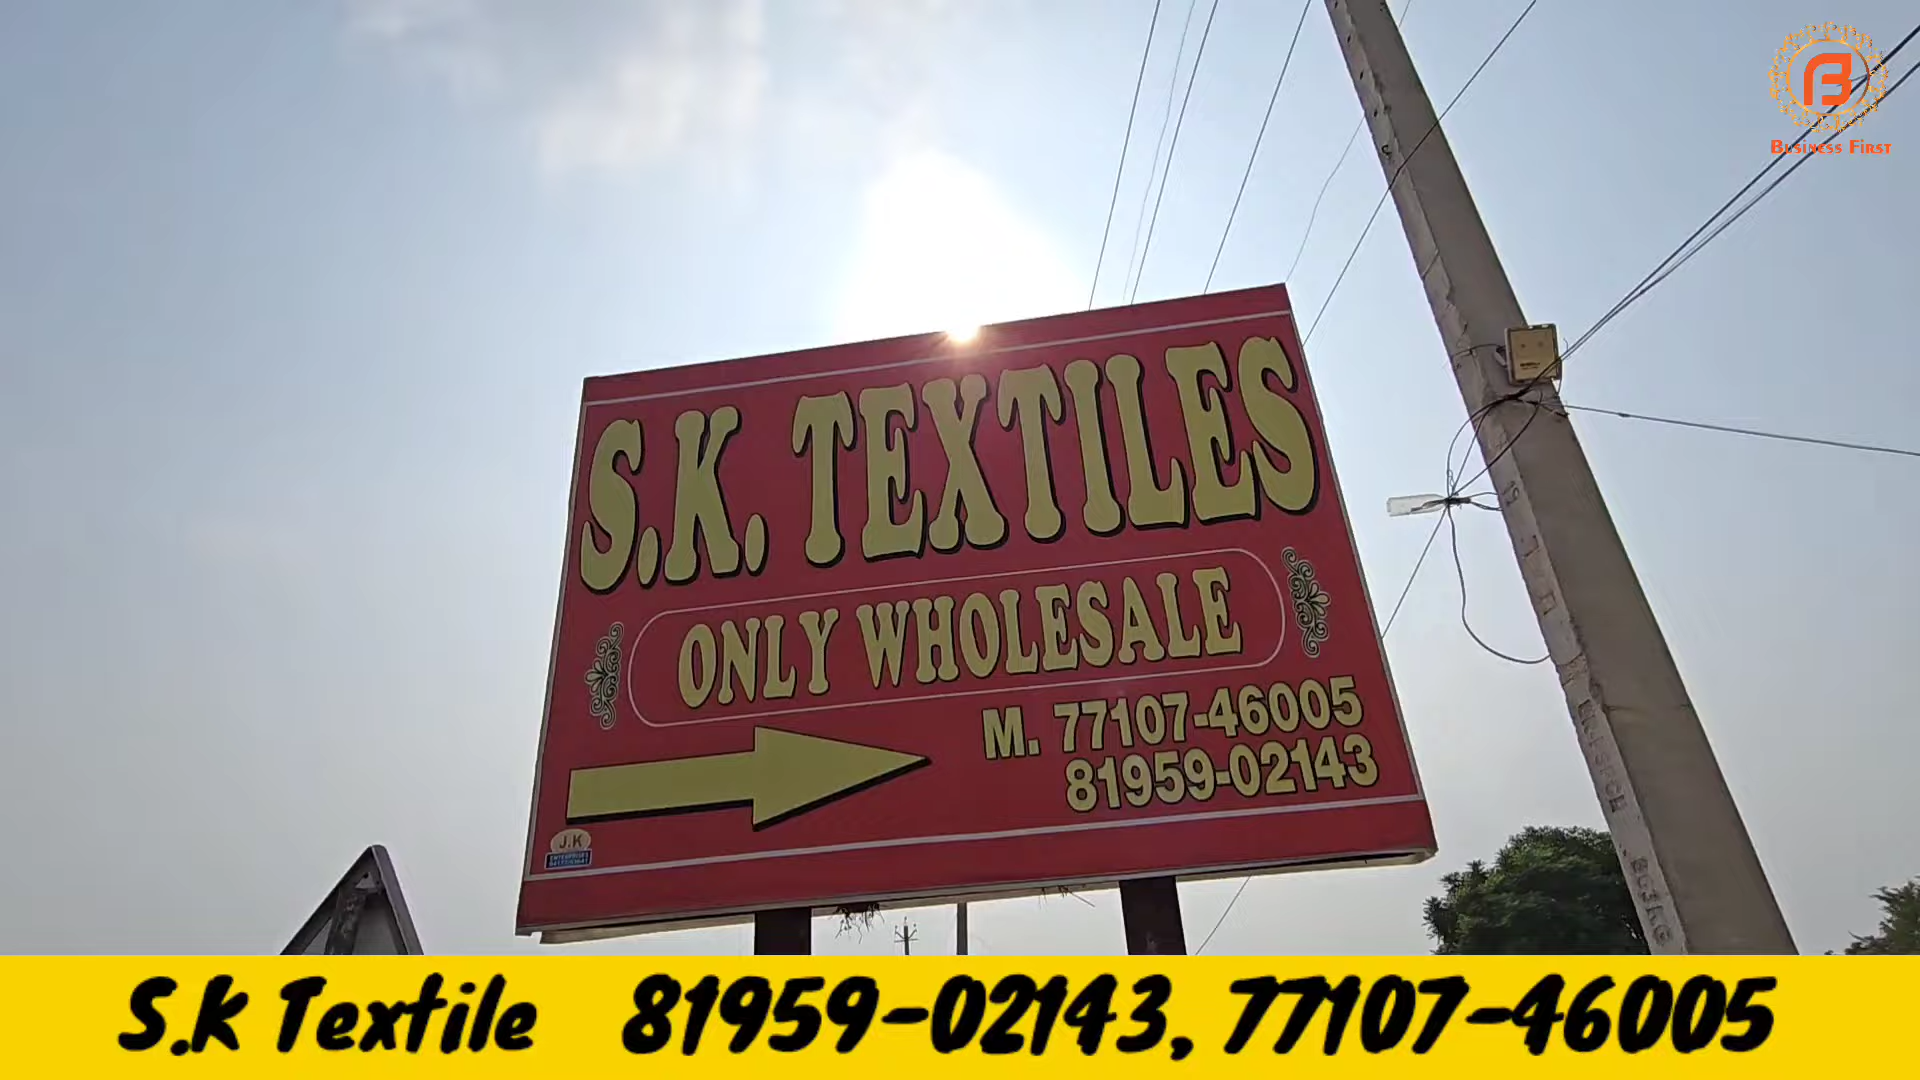 BUSINESS FIRST
S.K. TEXTILES
ONLY WHOLESALE
M. 77107-46005
81959-02143
J.K
S.K Textile 81959-02143, 77107-46005